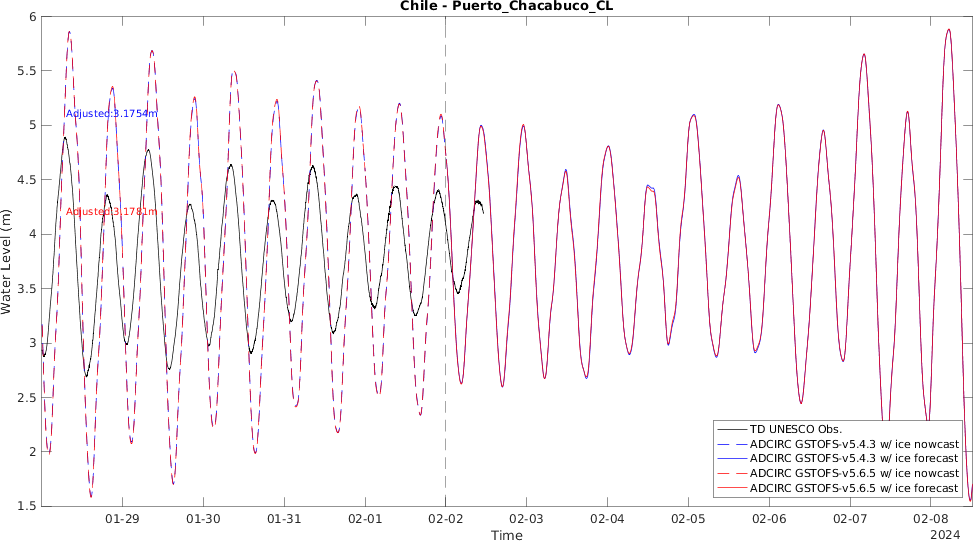 Chile - Puerto_Chacabuco_CL
Water Level (m)
6
5.5
5
4.5
4
3.5
3
2.5
2
1.5
Adjusted:3.1754m
Adjusted:3.1781m
TD UNESCO Obs.
ADCIRC GSTOFS-v5.4.3 w/ ice nowcast
ADCIRC GSTOFS-v5.4.3 w/ ice forecast
ADCIRC GSTOFS-v5.6.5 w/ ice nowcast
ADCIRC GSTOFS-v5.6.5 w/ ice forecast
01-29 01-30 01-31 02-01 02-02 02-03 02-04 02-05 02-06 02-07 02-08
Time
2024